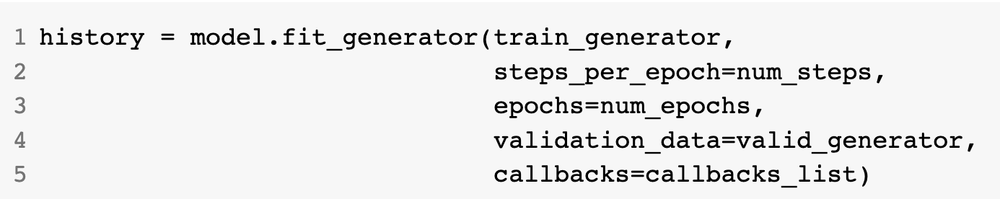 1 history = model.fit_generator(train_generator,
2                               steps_per_epoch=num_steps,
3                               epochs=num_epochs,
4                               validation_data=valid_generator,
5                               callbacks=callbacks_list)